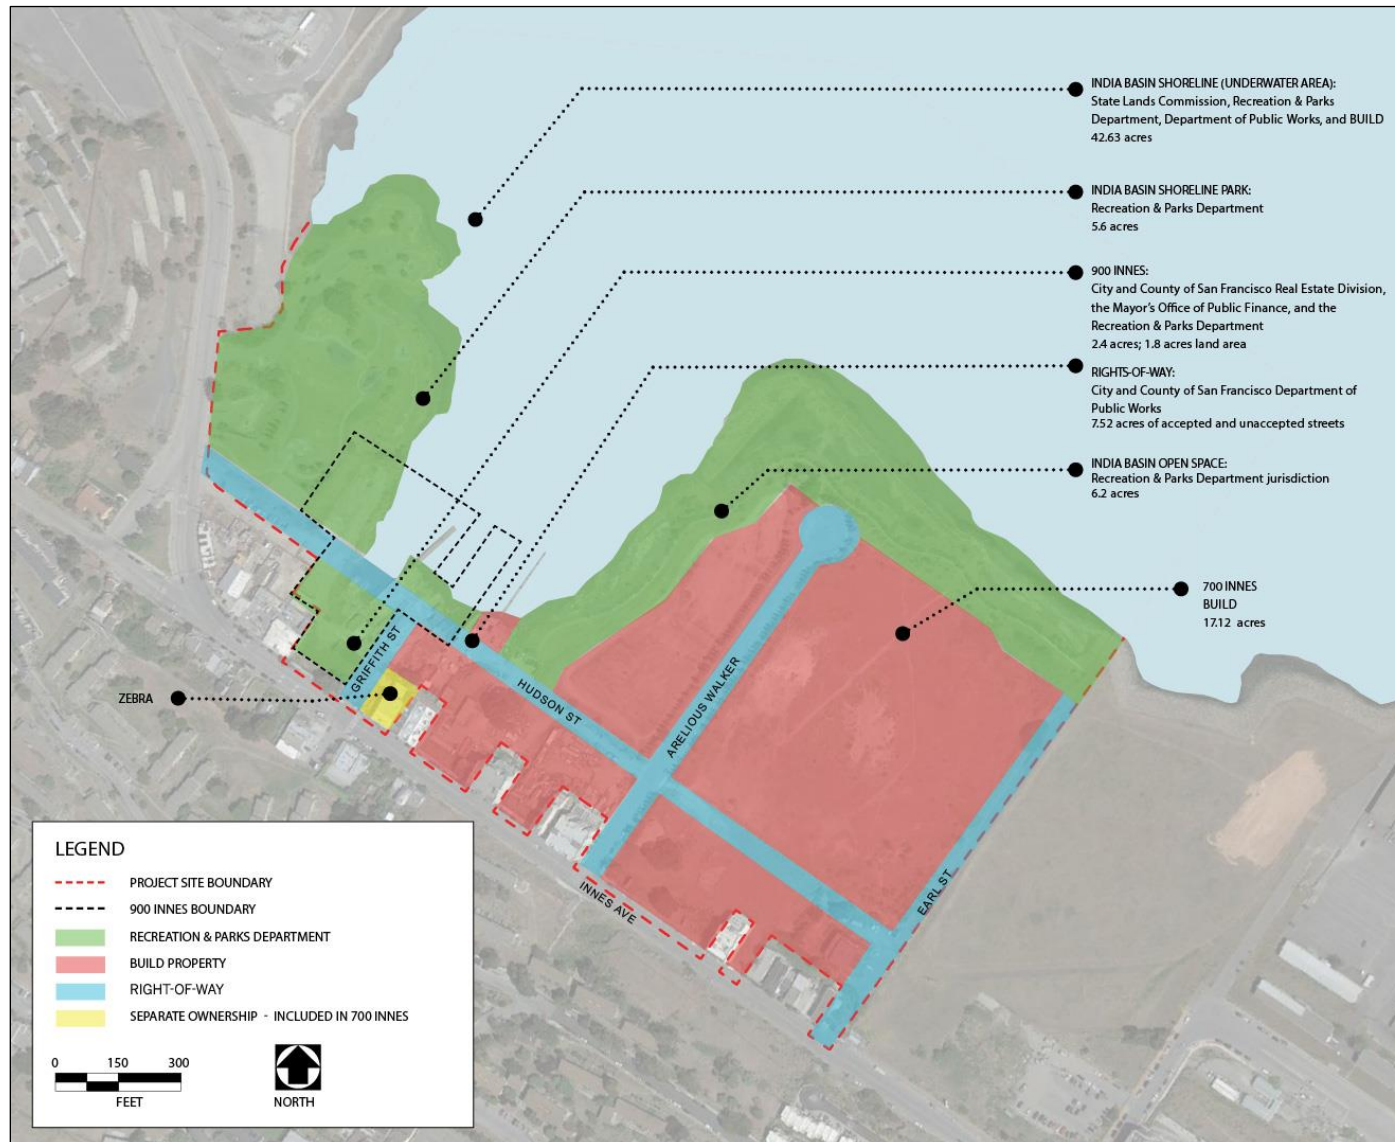 INDIA BASIN SHORELINE (UNDERWATER AREA):
State Lands Commission, Recreation & Parks
Department, Department of Public Works, and BUILD
42.63 acres
INDIA BASIN SHORELINE PARK:
Recreation & Parks Department
5.6 acres
900 INNES:
City and County of San Francisco Real Estate Division,
the Mayor's Office of Public Finance, and the
Recreation & Parks Department
2.4 acres; 1.8 acres land area
RIGHTS-OF-WAY:
City and County of San Francisco Department of
Public Works
7.52 acres of accepted and unaccepted streets
INDIA BASIN OPEN SPACE:
Recreation & Parks Department jurisdiction
6.2 acres
700 INNES
BUILD
17.12 acres
ZEBRA
GRIFFITH ST
HUDSON ST
ARELIOUS WALKER
EARL ST
INNES AVE
LEGEND
PROJECT SITE BOUNDARY
900 INNES BOUNDARY
RECREATION & PARKS DEPARTMENT
BUILD PROPERTY
RIGHT-OF-WAY
SEPARATE OWNERSHIP - INCLUDED IN 700 INNES
0 150 300
FEET
NORTH